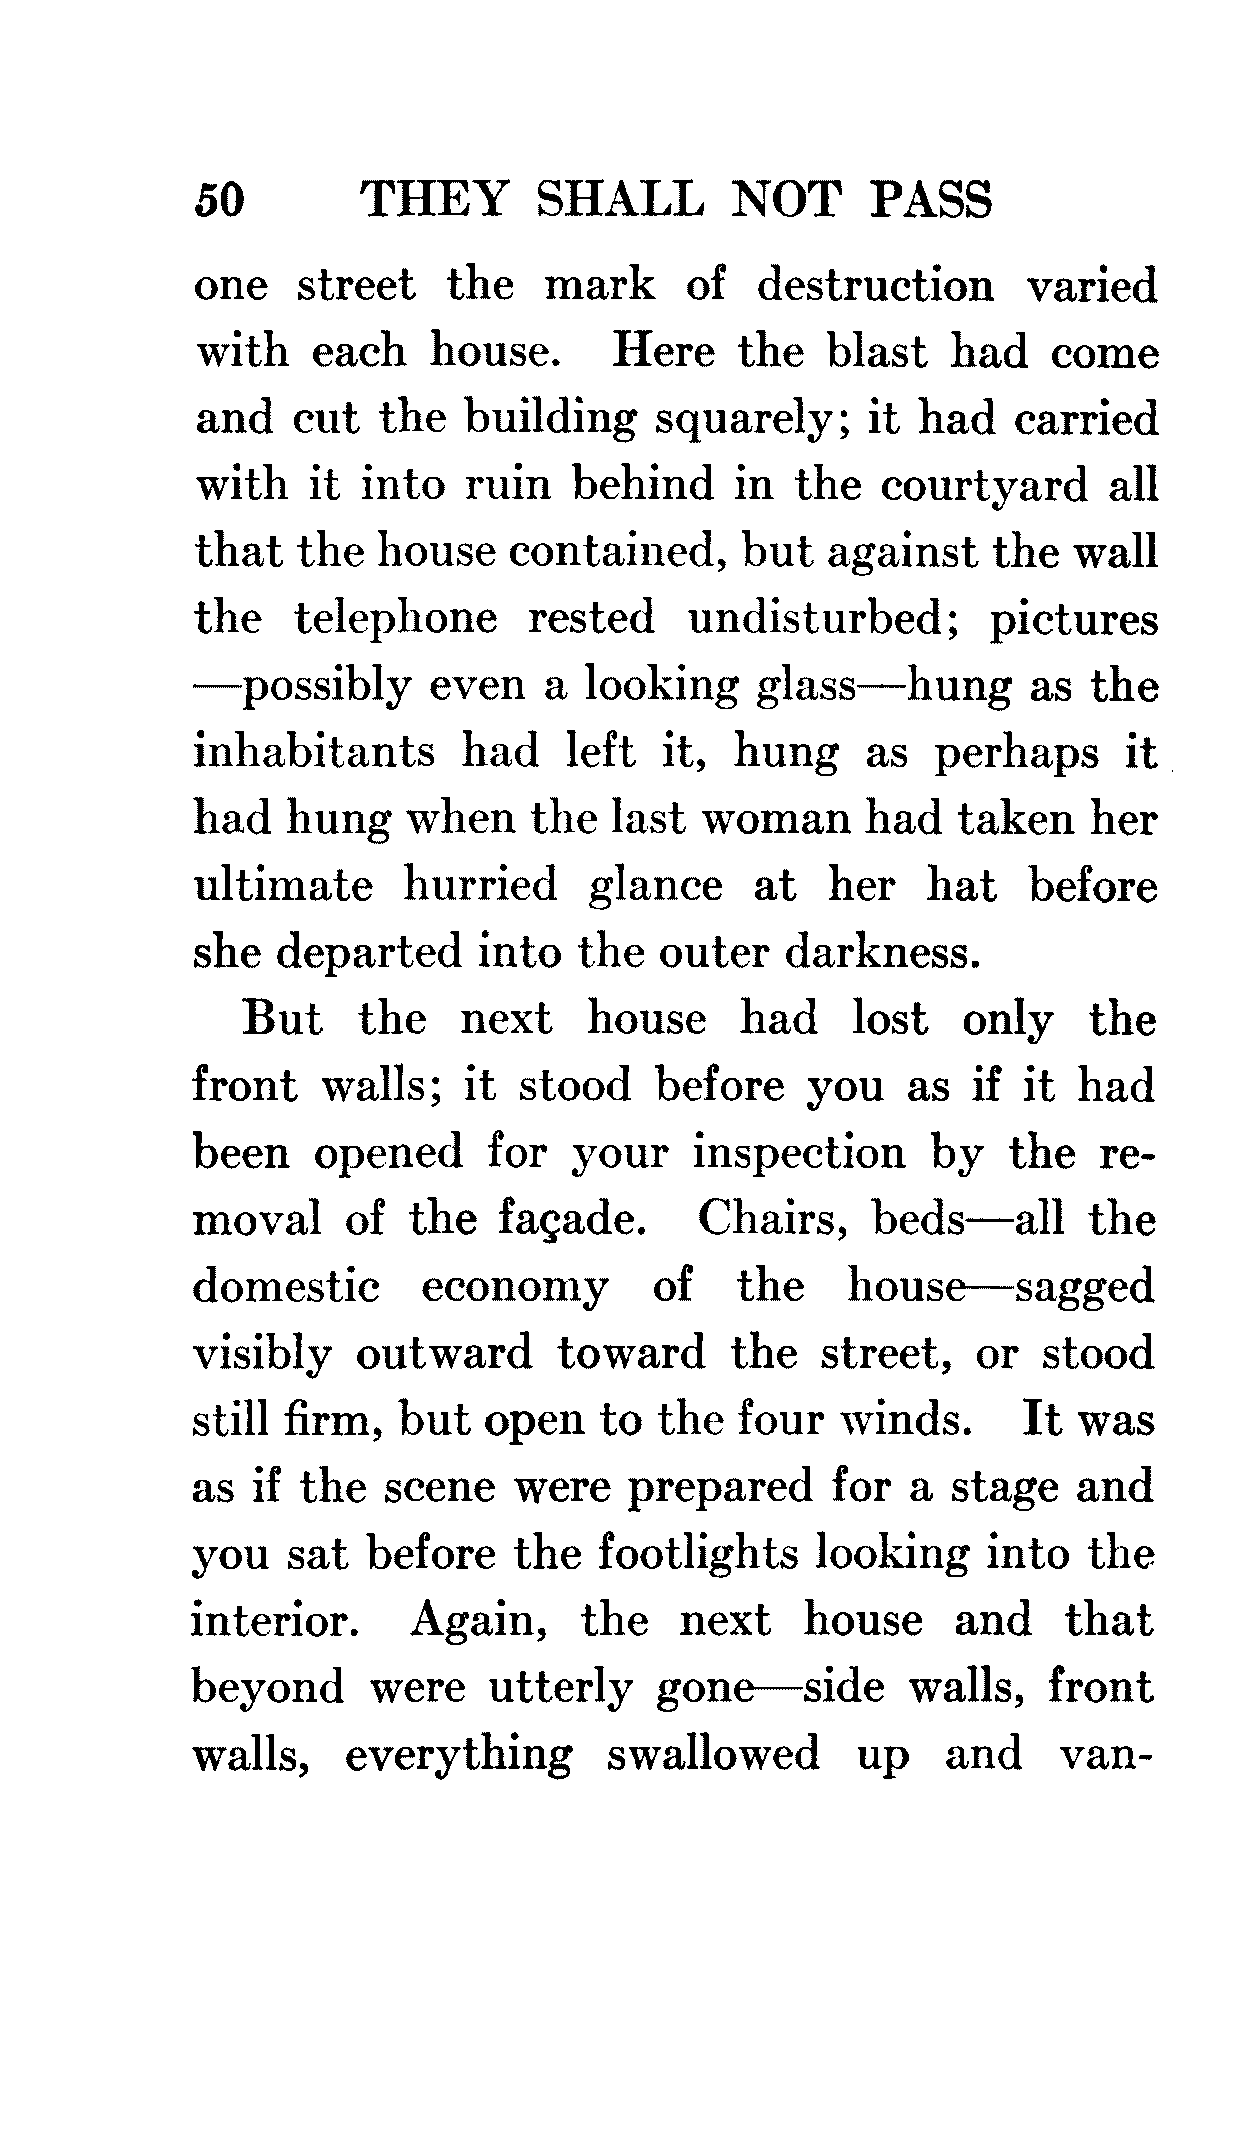 50 THEY SHALL NOT PASS
one street the mark of destruction varied
with each house. Here the blast had come
and cut the building squarely; it had carried
with it into ruin behind in the courtyard all
that the house contained, but against the wall
the telephone rested undisturbed; pictures
—possibly even a looking glass—hung as the
inhabitants had left it, hung as perhaps it
had hung when the last woman had taken her
ultimate hurried glance at her hat before
she departed into the outer darkness.
But the next house had lost only the
front walls; it stood before you as if it had
been opened for your inspection by the re-
moval of the façade. Chairs, beds—all the
domestic economy of the house—sagged
visibly outward toward the street, or stood
still firm, but open to the four winds. It was
as if the scene were prepared for a stage and
you sat before the footlights looking into the
interior. Again, the next house and that
beyond were utterly gone—side walls, front
walls, everything swallowed up and van-